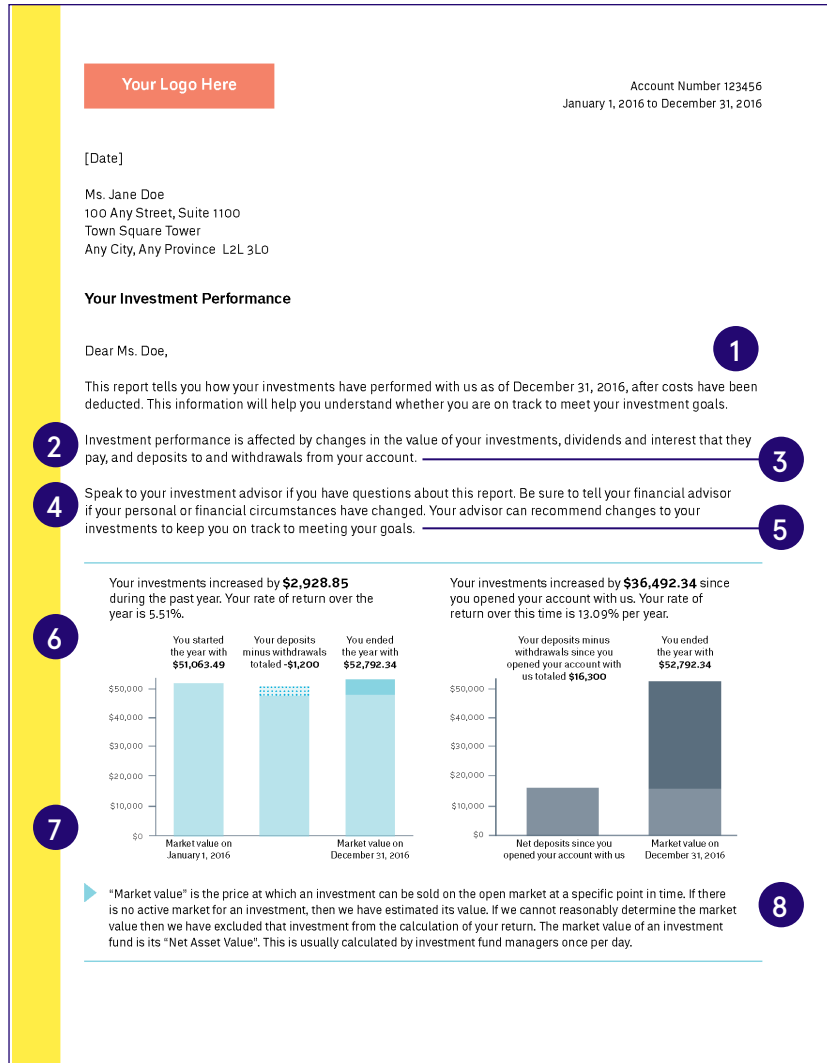 Your Logo Here
Account Number 123456
January 1, 2016 to December 31, 2016
[Date]
Ms. Jane Doe
100 Any Street, Suite 1100
Town Square Tower
Any City, Any Province  L2L 3L0
Your Investment Performance
1
Dear Ms. Doe,
This report tells you how your investments have performed with us as of December 31, 2016, after costs have been
deducted. This information will help you understand whether you are on track to meet your investment goals.
2
Investment performance is affected by changes in the value of your investments, dividends and interest that they
pay, and deposits to and withdrawals from your account.
3
4
Speak to your investment advisor if you have questions about this report. Be sure to tell your financial advisor
if your personal or financial circumstances have changed. Your advisor can recommend changes to your
investments to keep you on track to meeting your goals.
5
Your investments increased by $2,928.85
during the past year. Your rate of return over the
year is 5.51%.
6
You started
the year with
$51,063.49
Your deposits
minus withdrawals
totaled -$1,200
You ended
the year with
$52,792.34
$50,000
$40,000
$30,000
$20,000
$10,000
$0
7
Market value on
January 1, 2016
Market value on
December 31, 2016
Your investments increased by $36,492.34 since
you opened your account with us. Your rate of
return over this time is 13.09% per year.
Your deposits minus
withdrawals since you
opened your account with
us totaled $16,300
You ended
the year with
$52,792.34
$50,000
$40,000
$30,000
$20,000
$10,000
$0
Net deposits since you
opened your account with us
Market value on
December 31, 2016
“Market value” is the price at which an investment can be sold on the open market at a specific point in time. If there
is no active market for an investment, then we have estimated its value. If we cannot reasonably determine the market
value then we have excluded that investment from the calculation of your return. The market value of an investment
fund is its “Net Asset Value”. This is usually calculated by investment fund managers once per day.
8